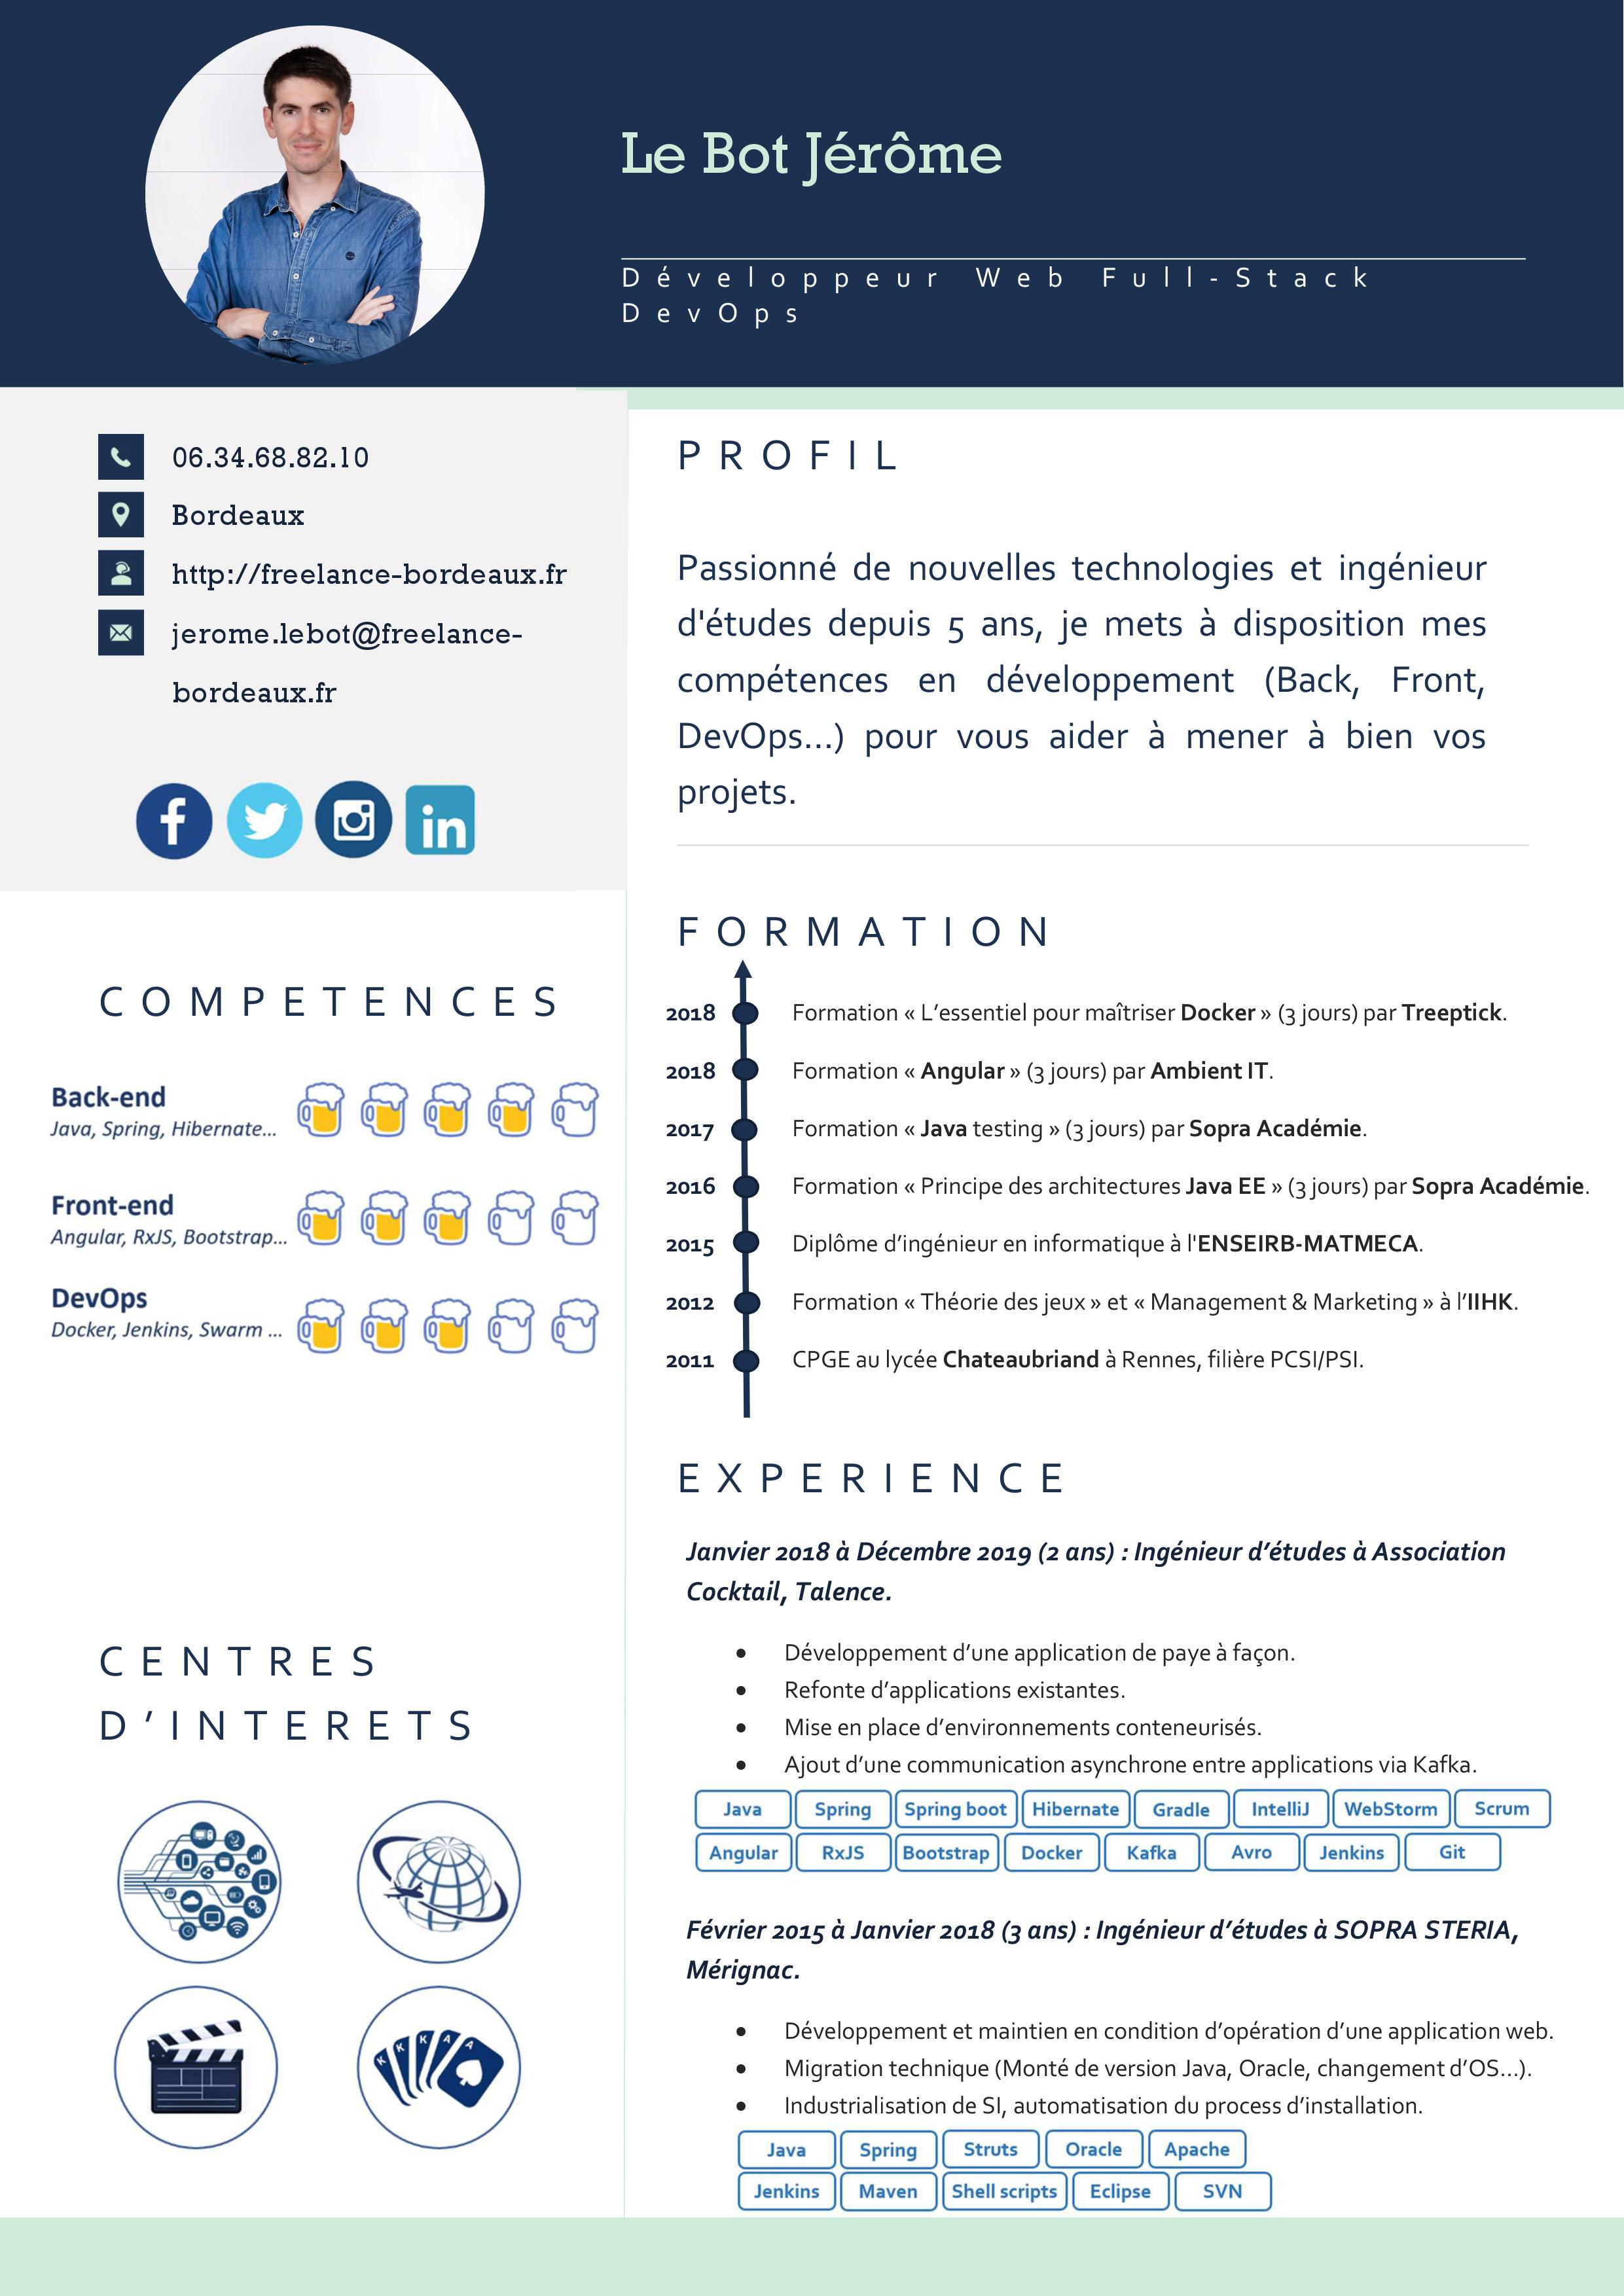 Le Bot Jérôme
Développeur Web Full-Stack
DevOps
06.34.68.82.10
Bordeaux
http://freelance-bordeaux.fr
jerome.lebot@freelance-
bordeaux.fr
f
in
COMPETENCES
Back-end
Java, Spring, Hibernate...
Front-end
Angular, RxJS, Bootstrap...
DevOps
Docker, Jenkins, Swarm ...
CENTRES
D’INTERETS
K K A A
PROFIL
Passionné de nouvelles technologies et ingénieur
d'études depuis 5 ans, je mets à disposition mes
compétences en développement (Back, Front,
DevOps...) pour vous aider à mener à bien vos
projets.
FORMATION
2018 Formation « L’essentiel pour maîtriser Docker » (3 jours) par Treeptick.
2018 Formation « Angular » (3 jours) par Ambient IT.
2017 Formation « Java testing » (3 jours) par Sopra Académie.
2016 Formation « Principe des architectures Java EE » (3 jours) par Sopra Académie.
2015 Diplôme d’ingénieur en informatique à l'ENSEIRB-MATMECA.
2012 Formation « Théorie des jeux » et « Management & Marketing » à l’IIHK.
2011 CPGE au lycée Chateaubriand à Rennes, filière PCSI/PSI.
EXPERIENCE
Janvier 2018 à Décembre 2019 (2 ans) : Ingénieur d’études à Association
Cocktail, Talence.
• Développement d’une application de paye à façon.
• Refonte d’applications existantes.
• Mise en place d’environnements conteneurisés.
• Ajout d’une communication asynchrone entre applications via Kafka.
Java Spring Spring boot Hibernate Gradle IntelliJ WebStorm Scrum
Angular RxJS Bootstrap Docker Kafka Avro Jenkins Git
Février 2015 à Janvier 2018 (3 ans) : Ingénieur d’études à SOPRA STERIA,
Mérignac.
• Développement et maintien en condition d’opération d’une application web.
• Migration technique (Monté de version Java, Oracle, changement d’OS...).
• Industrialisation de SI, automatisation du process d’installation.
Java Spring Struts Oracle Apache
Jenkins Maven Shell scripts Eclipse SVN